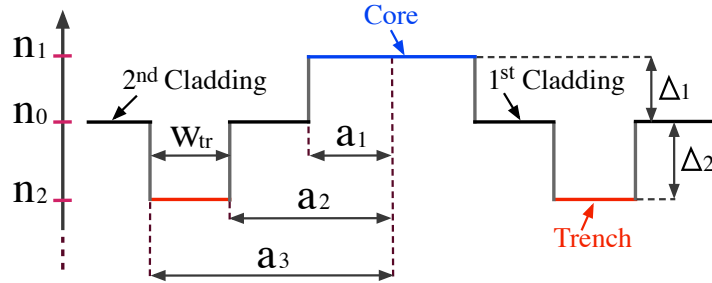 Core
n₁
2ⁿᵈ Cladding
1ˢᵗ Cladding
Δ₁
n₀
Wₜᵣ
a₁
Δ₂
n₂
a₂
Trench
a₃